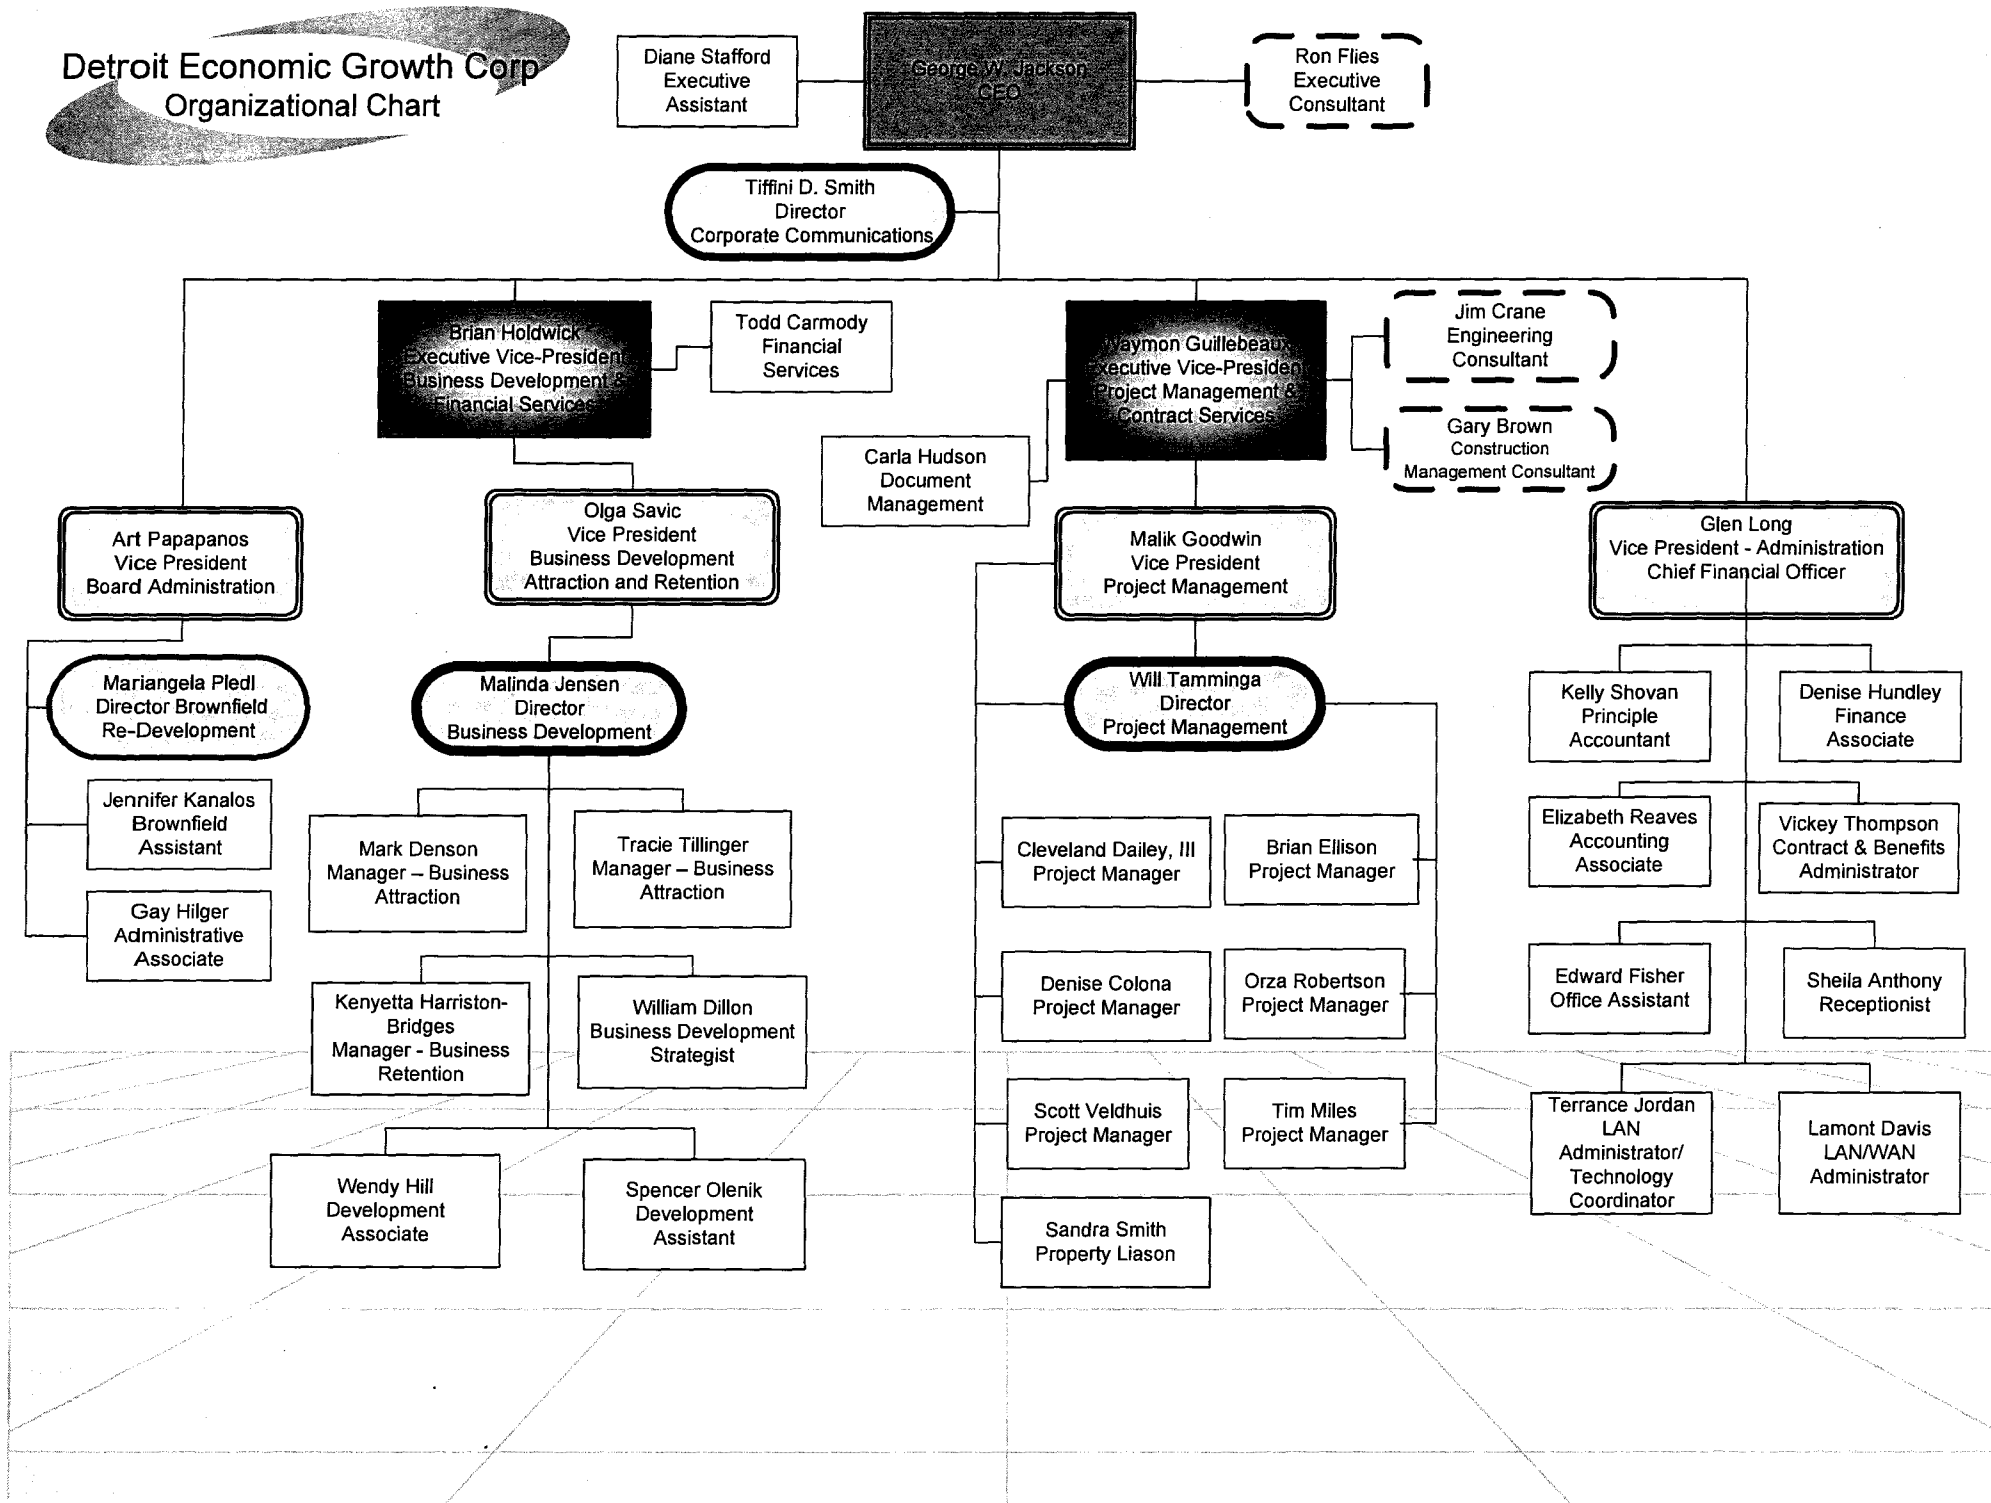 Detroit Economic Growth Corp
Organizational Chart
Diane Stafford
Executive
Assistant
George W. Jackson
CEO
Ron Flies
Executive
Consultant
Tiffini D. Smith
Director
Corporate Communications
Brian Holdwick
Executive Vice-President
Business Development &
Financial Services
Todd Carmody
Financial
Services
Waymon Guillebeaux
Executive Vice-President
Project Management &
Contract Services
Jim Crane
Engineering
Consultant
Gary Brown
Construction
Management Consultant
Carla Hudson
Document
Management
Art Papapanos
Vice President
Board Administration
Olga Savic
Vice President
Business Development
Attraction and Retention
Malik Goodwin
Vice President
Project Management
Glen Long
Vice President - Administration
Chief Financial Officer
Mariangela Pledl
Director Brownfield
Re-Development
Malinda Jensen
Director
Business Development
Will Tamminga
Director
Project Management
Kelly Shovan
Principle
Accountant
Denise Hundley
Finance
Associate
Jennifer Kanalos
Brownfield
Assistant
Mark Denson
Manager – Business
Attraction
Tracie Tillinger
Manager – Business
Attraction
Cleveland Dailey, III
Project Manager
Brian Ellison
Project Manager
Elizabeth Reaves
Accounting
Associate
Vickey Thompson
Contract & Benefits
Administrator
Gay Hilger
Administrative
Associate
Kenyetta Harriston-
Bridges
Manager - Business
Retention
William Dillon
Business Development
Strategist
Denise Colona
Project Manager
Orza Robertson
Project Manager
Edward Fisher
Office Assistant
Sheila Anthony
Receptionist
Wendy Hill
Development
Associate
Spencer Olenik
Development
Assistant
Scott Veldhuis
Project Manager
Tim Miles
Project Manager
Terrance Jordan
LAN
Administrator/
Technology
Coordinator
Lamont Davis
LAN/WAN
Administrator
Sandra Smith
Property Liason